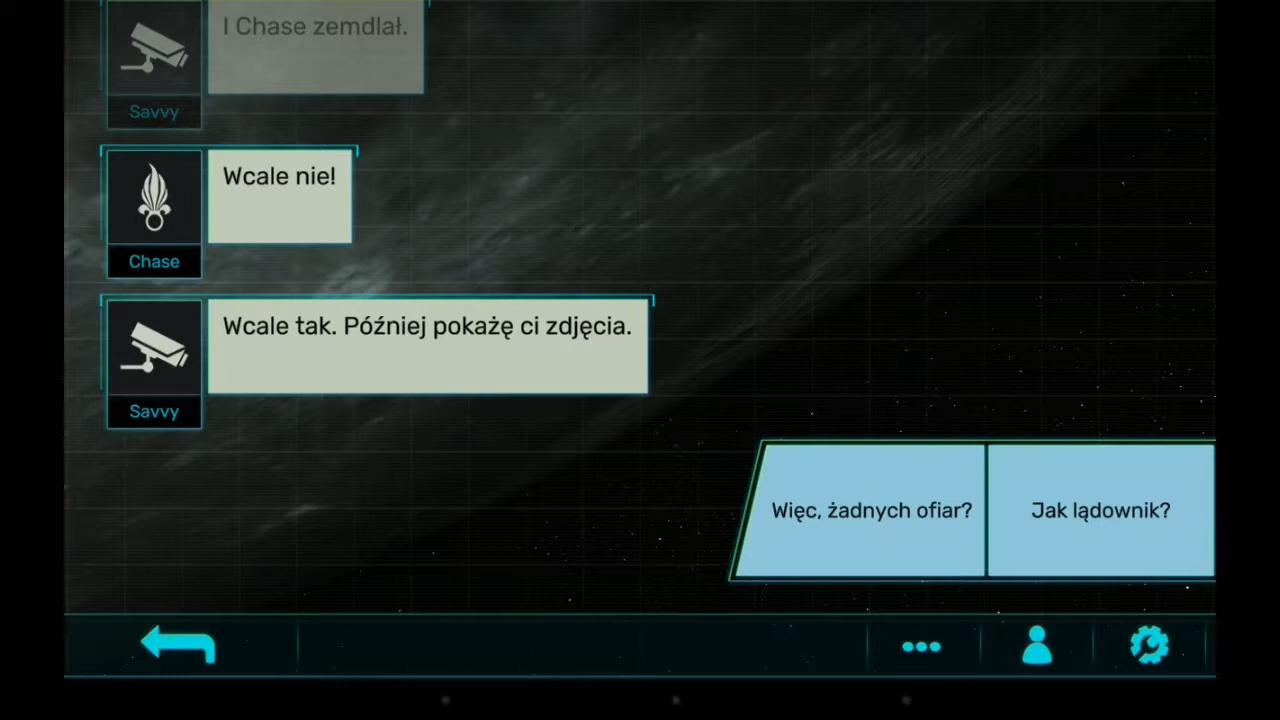 I Chase zemdlał.
Savvy
Wcale nie!
Chase
Wcale tak. Później pokażę ci zdjęcia.
Savvy
Więc, żadnych ofiar?
Jak lądownik?